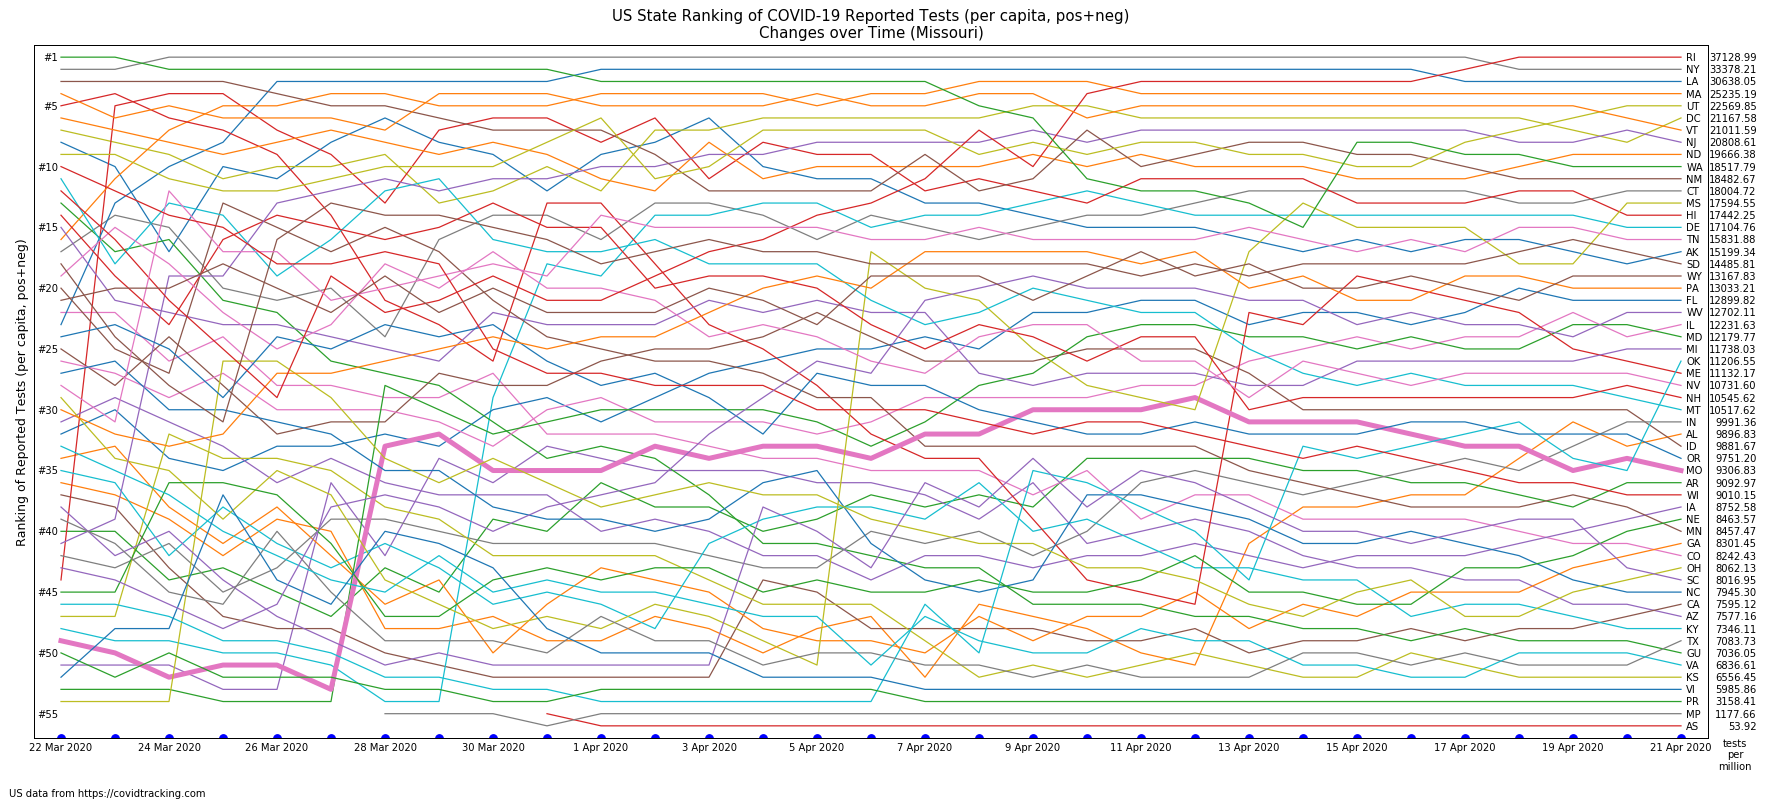 US State Ranking of COVID-19 Reported Tests (per capita, pos+neg)
Changes over Time (Missouri)
Ranking of Reported Tests (per capita, pos+neg)
#1
#5
#10
#15
#20
#25
#30
#35
#40
#45
#50
#55
RI 37128.99
NY 33378.21
LA 30638.05
MA 25235.19
UT 22569.85
DC 21167.58
VT 21011.59
NJ 20808.61
ND 19666.38
WA 18517.79
NM 18482.67
CT 18004.72
MS 17594.55
HI 17442.25
DE 17104.76
TN 15831.88
AK 15199.34
SD 14485.81
WY 13167.83
PA 13033.21
FL 12899.82
WV 12702.11
IL 12231.63
MD 12179.77
MI 11738.03
OK 11206.55
ME 11132.17
NV 10731.60
NH 10545.62
MT 10517.62
IN 9991.36
AL 9896.83
ID 9881.67
OR 9751.20
MO 9306.83
AR 9092.97
WI 9010.15
IA 8752.58
NE 8463.57
MN 8457.47
GA 8301.45
CO 8242.43
OH 8062.13
SC 8016.95
NC 7945.30
CA 7595.12
AZ 7577.16
KY 7346.11
TX 7083.73
GU 7036.05
VA 6836.61
KS 6556.45
VI 5985.86
PR 3158.41
MP 1177.66
AS 53.92
22 Mar 2020 24 Mar 2020 26 Mar 2020 28 Mar 2020 30 Mar 2020 1 Apr 2020 3 Apr 2020 5 Apr 2020 7 Apr 2020 9 Apr 2020 11 Apr 2020 13 Apr 2020 15 Apr 2020 17 Apr 2020 19 Apr 2020 21 Apr 2020
tests
per
million
US data from https://covidtracking.com